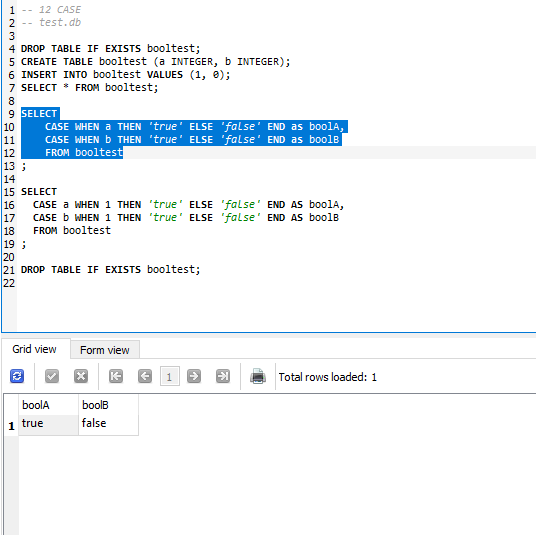 1 -- 12 CASE
2 -- test.db
3
4 DROP TABLE IF EXISTS booltest;
5 CREATE TABLE booltest (a INTEGER, b INTEGER);
6 INSERT INTO booltest VALUES (1, 0);
7 SELECT * FROM booltest;
8
9 SELECT
10 CASE WHEN a THEN 'true' ELSE 'false' END as boolA,
11 CASE WHEN b THEN 'true' ELSE 'false' END as boolB
12 FROM booltest
13 ;
14
15 SELECT
16 CASE a WHEN 1 THEN 'true' ELSE 'false' END AS boolA,
17 CASE b WHEN 1 THEN 'true' ELSE 'false' END AS boolB
18 FROM booltest
19 ;
20
21 DROP TABLE IF EXISTS booltest;
22
Grid view Form view
1 Total rows loaded: 1
boolA boolB
1 true false